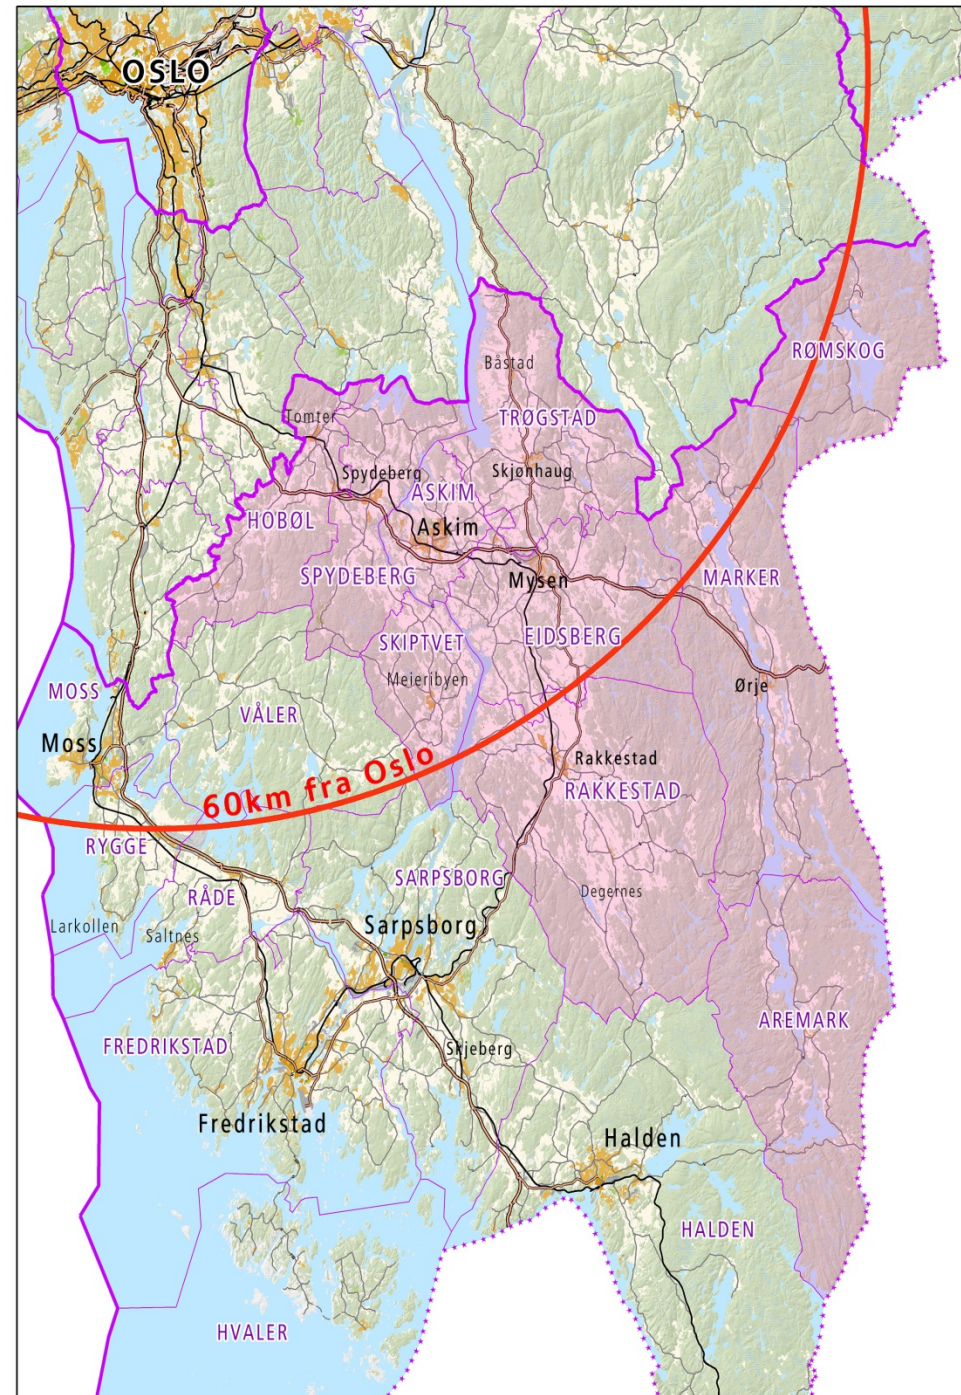 OSLO
RØMSKOG
Båstad
TRØGSTAD
Tomter
Spydeberg
Skjønhaug
ASKIM
HOBØL
Askim
SPYDEBERG
Mysen
MARKER
SKIPTVET
EIDSBERG
Meieribyen
MOSS
Ørje
VÅLER
Moss
60km fra Oslo
Rakkestad
RAKKESTAD
RYGGE
SARPSBORG
RÅDE
Degernes
Larkollen
Saltnes
Sarpsborg
AREMARK
FREDRIKSTAD
Skjeberg
Fredrikstad
Halden
HALDEN
HVALER